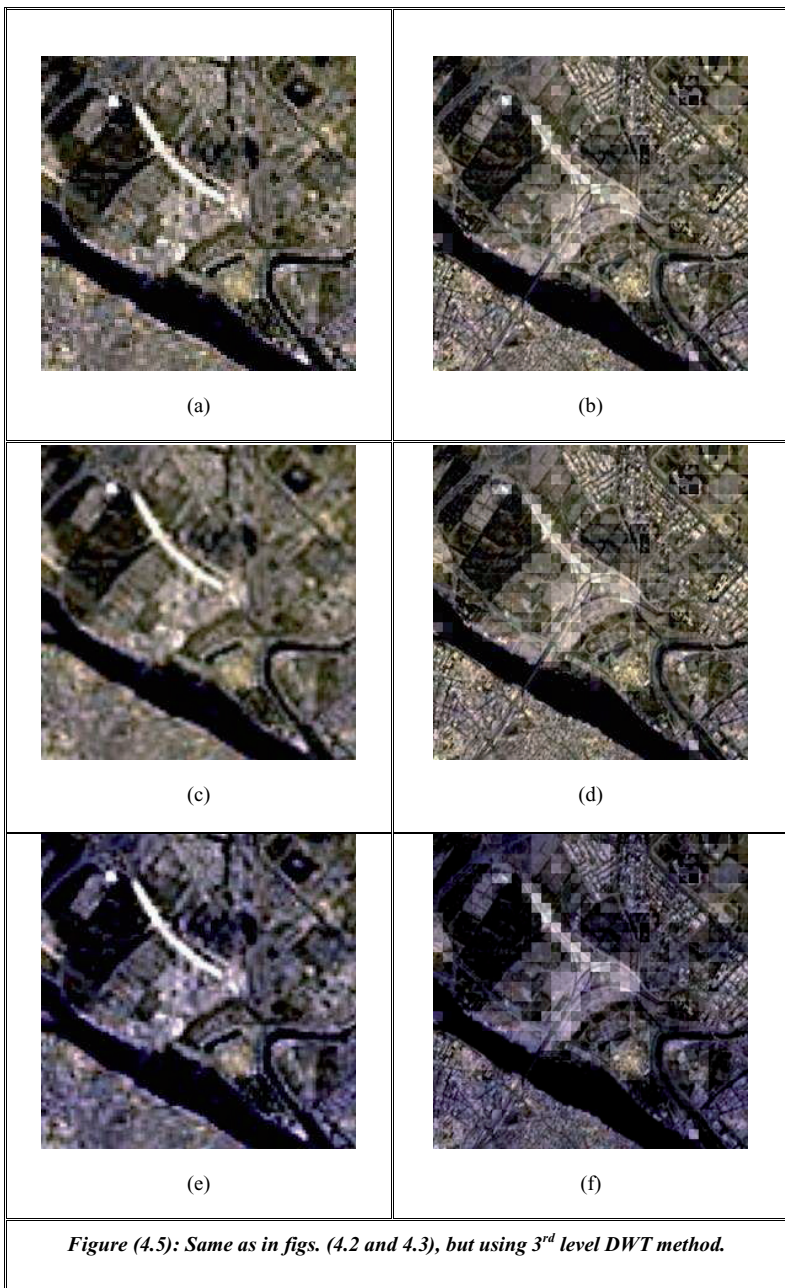 (a)
(b)
(c)
(d)
(e)
(f)
Figure (4.5): Same as in figs. (4.2 and 4.3), but using 3rd level DWT method.